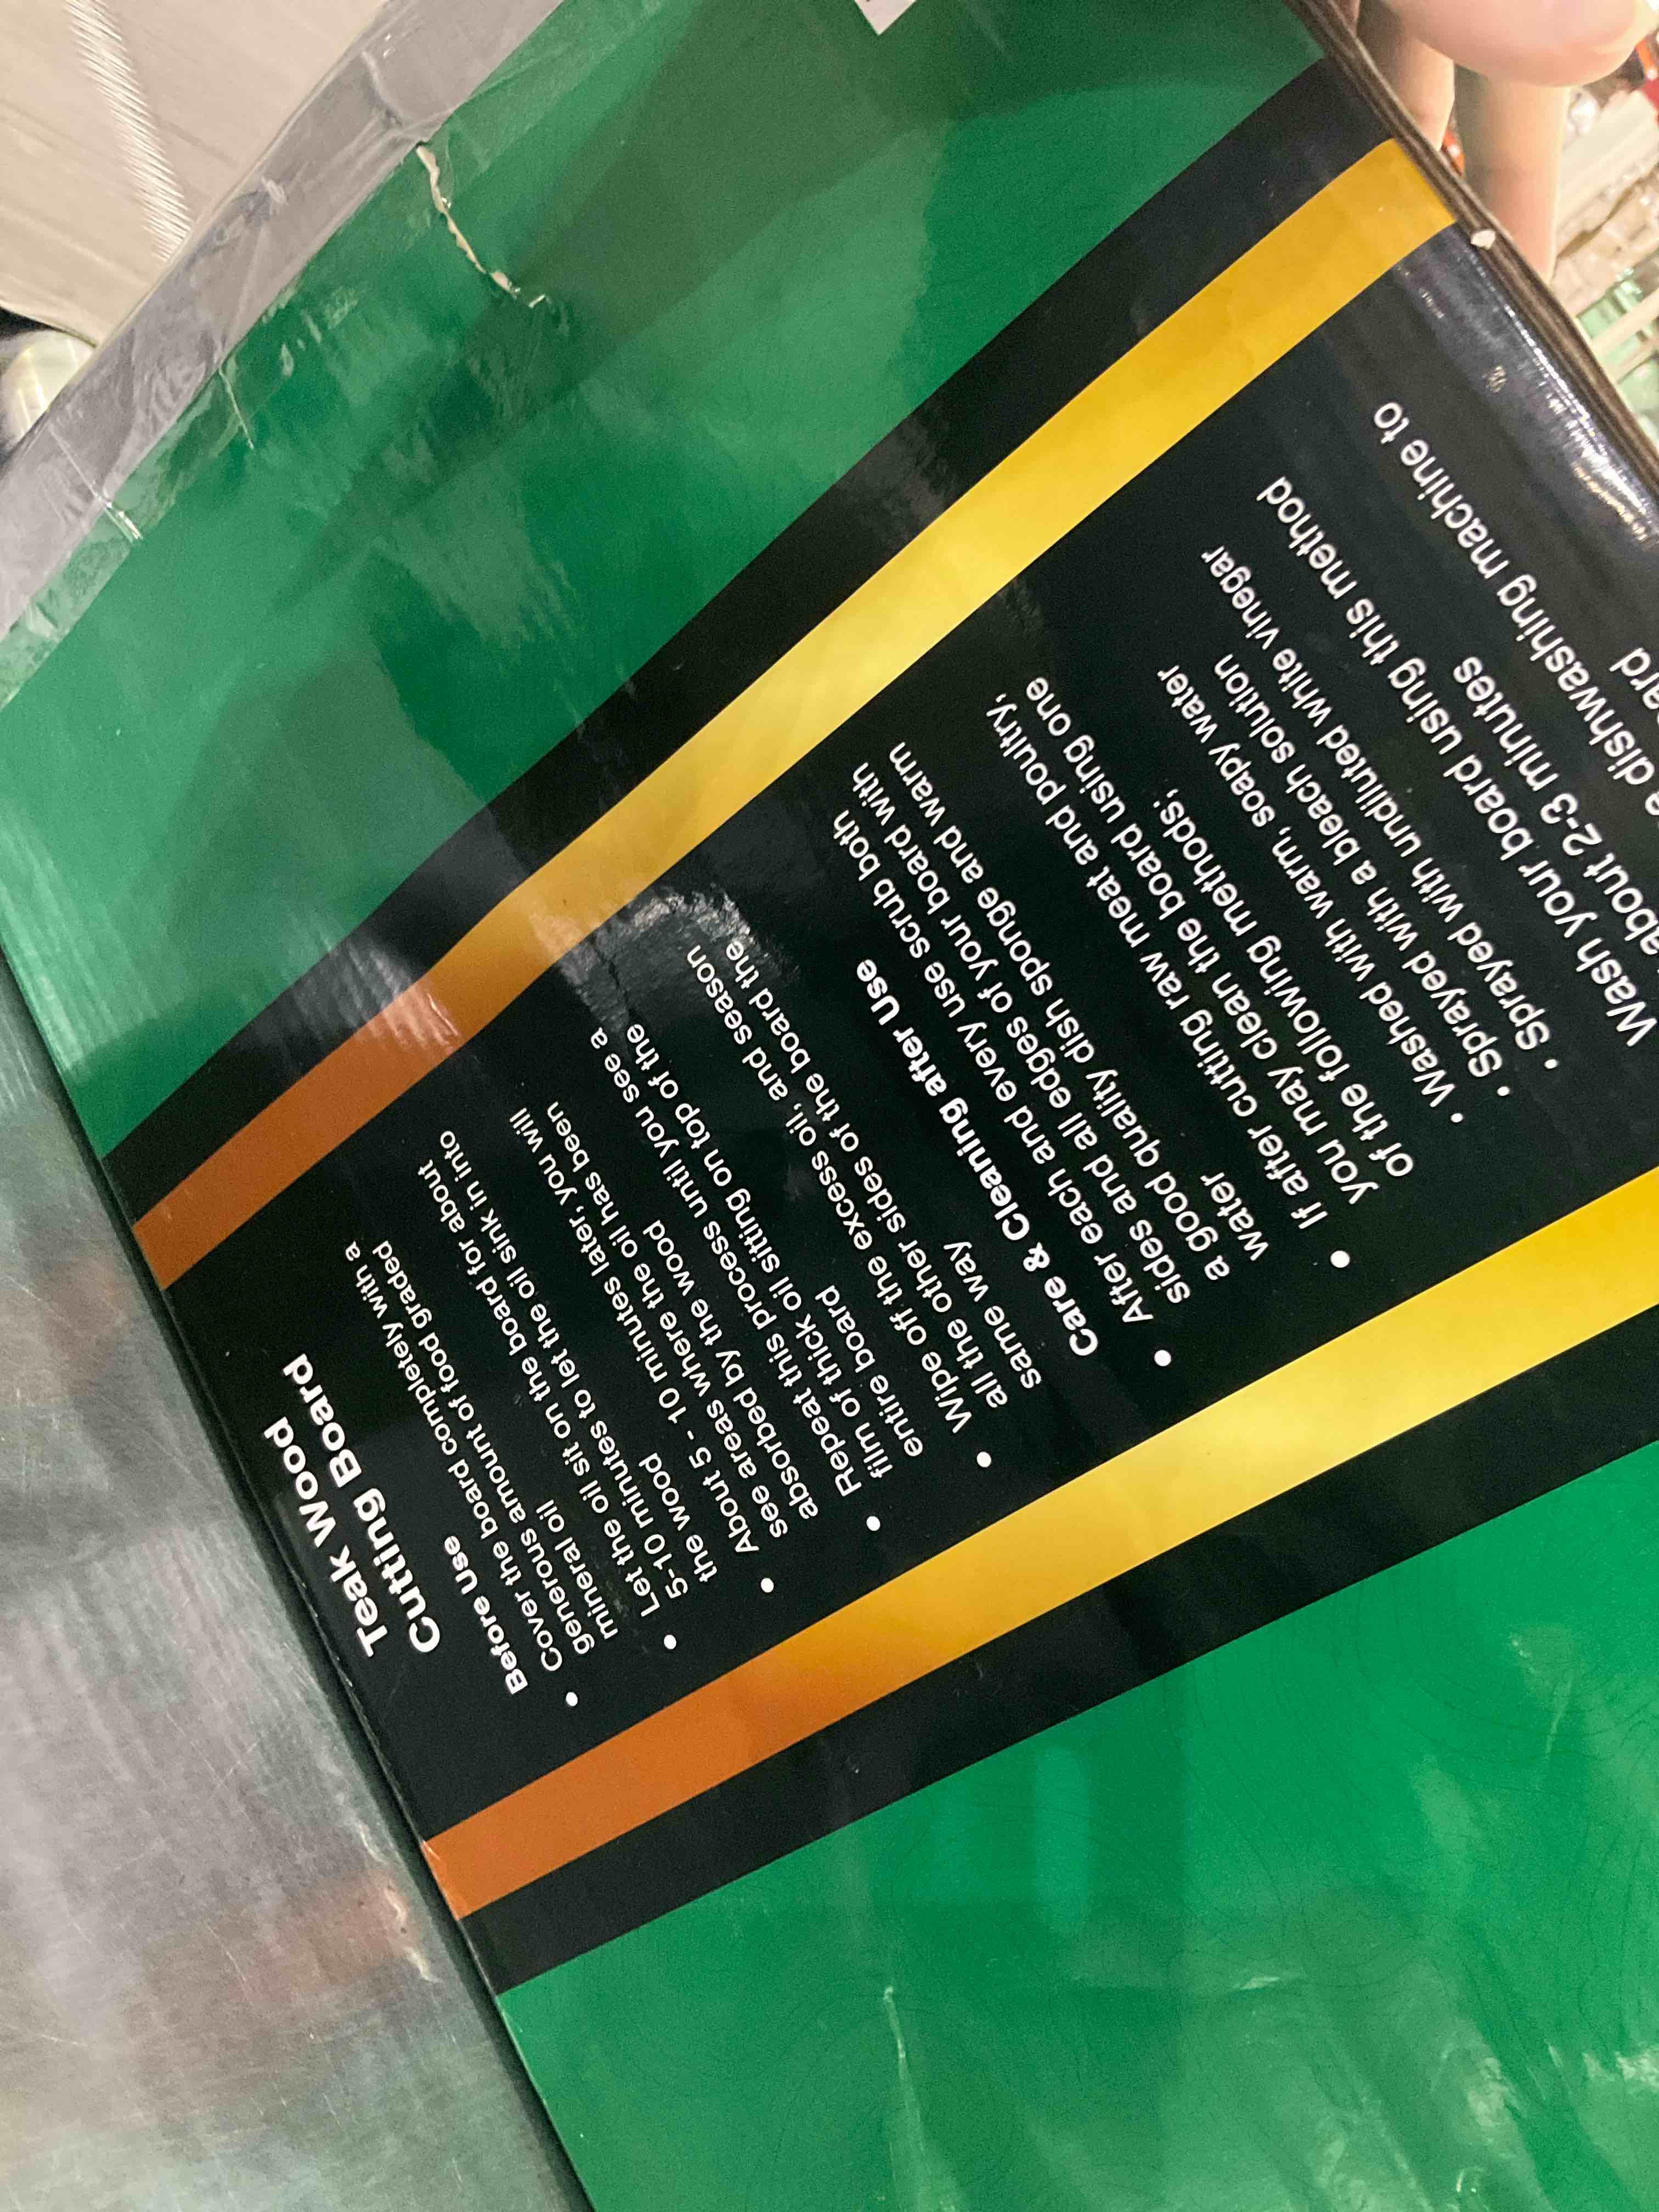 Teak Wood
Cutting Board
Before use
• Cover the board completely with a
generous amount of food graded
mineral oil
• Let the oil sit on the board for about
5-10 minutes to let the oil sink in into
the wood
• About 5 - 10 minutes later, you will
see areas where the oil has been
absorbed by the wood
• Repeat this process until you see a
film of thick oil sitting on top of the
entire board
• Wipe off the excess oil, and season
all the other sides of the board the
same way
Care & Cleaning after Use
• After each and every use scrub both
sides and all edges of your board with
a good quality dish sponge and warm
water
• If after cutting raw meat and poultry,
you may clean the board using one
of the following methods;
• Washed with warm, soapy water
• Sprayed with a bleach solution
• Sprayed with undiluted white vinegar
Wash your board using this method
about 2-3 minutes
dishwashing machine to